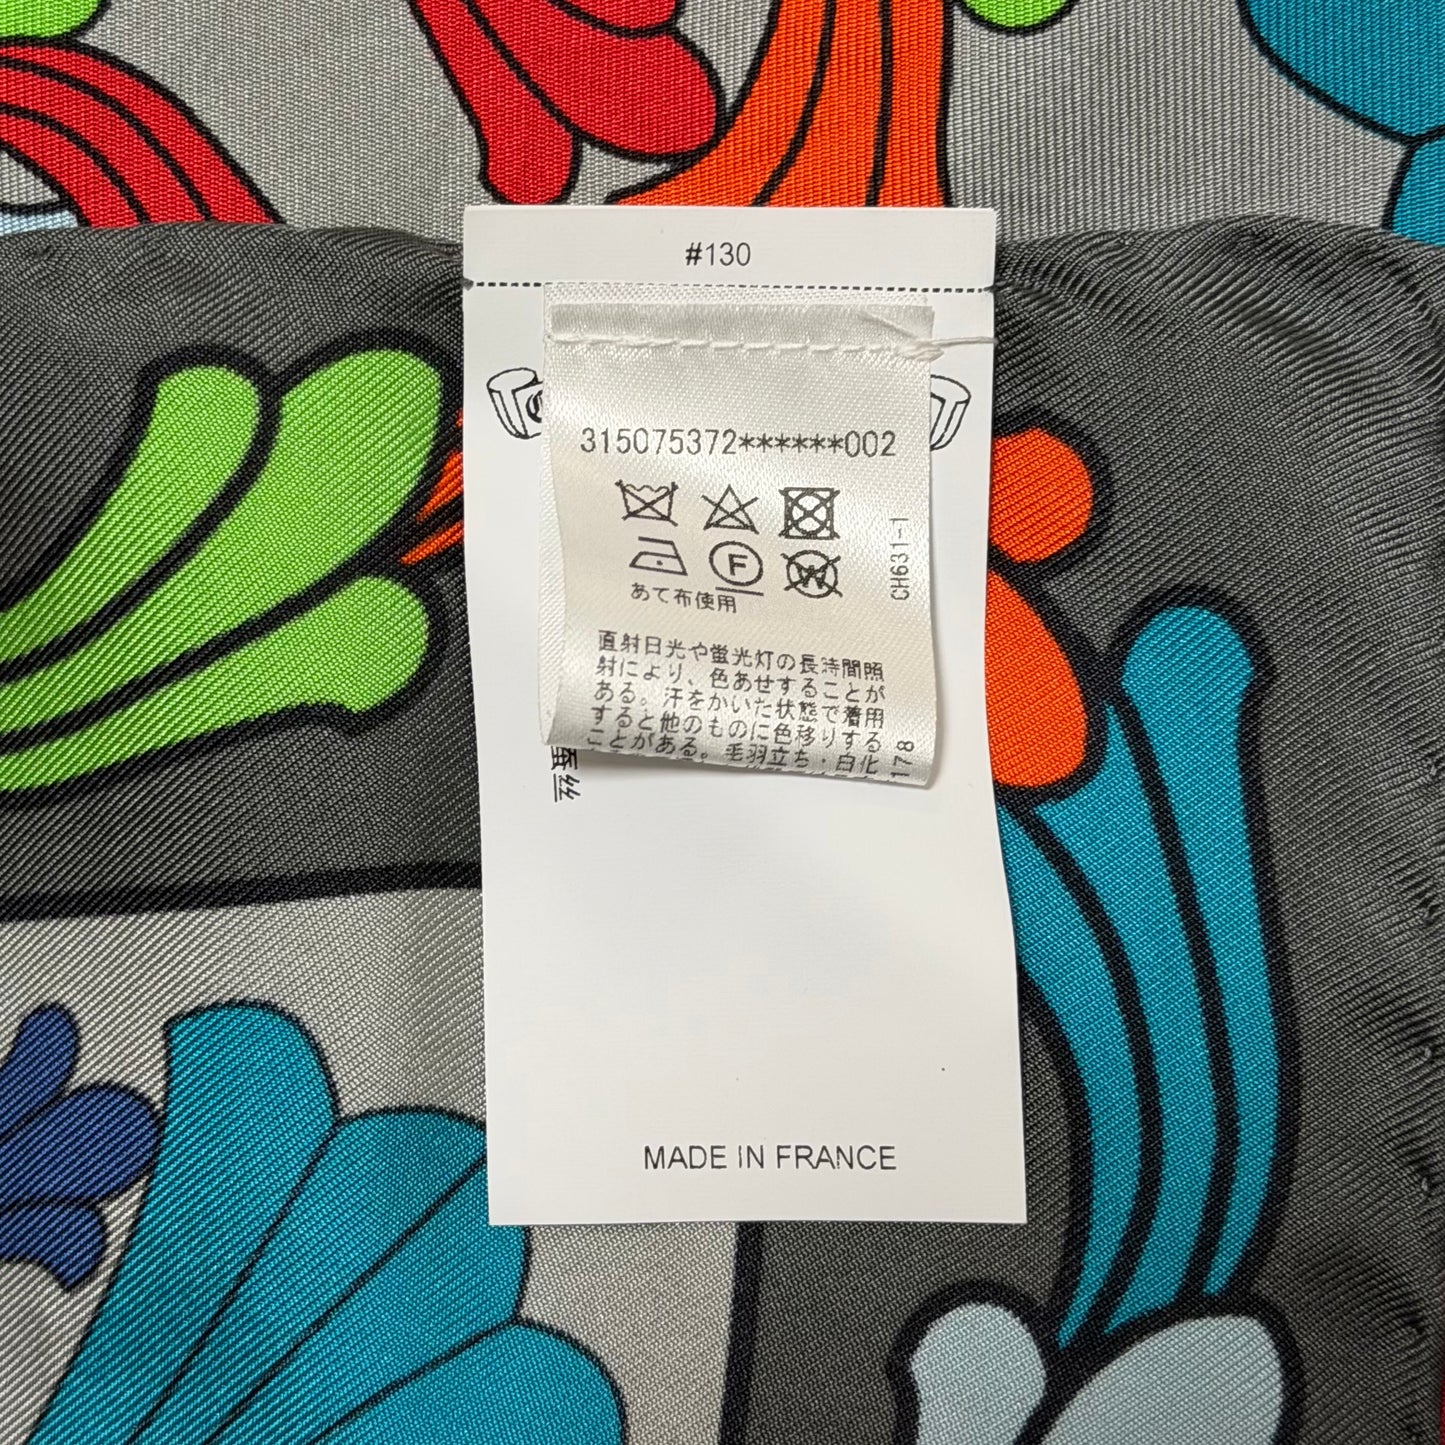 #130
315075372******002
F
W
あて布使用
CH631-1
直射日光や蛍光灯の長時間照
射により、色あせすることが
ある。汗をかいた状態で着用
すると他のものに色移りする
ことがある。毛羽立ち・白化
178
MADE IN FRANCE